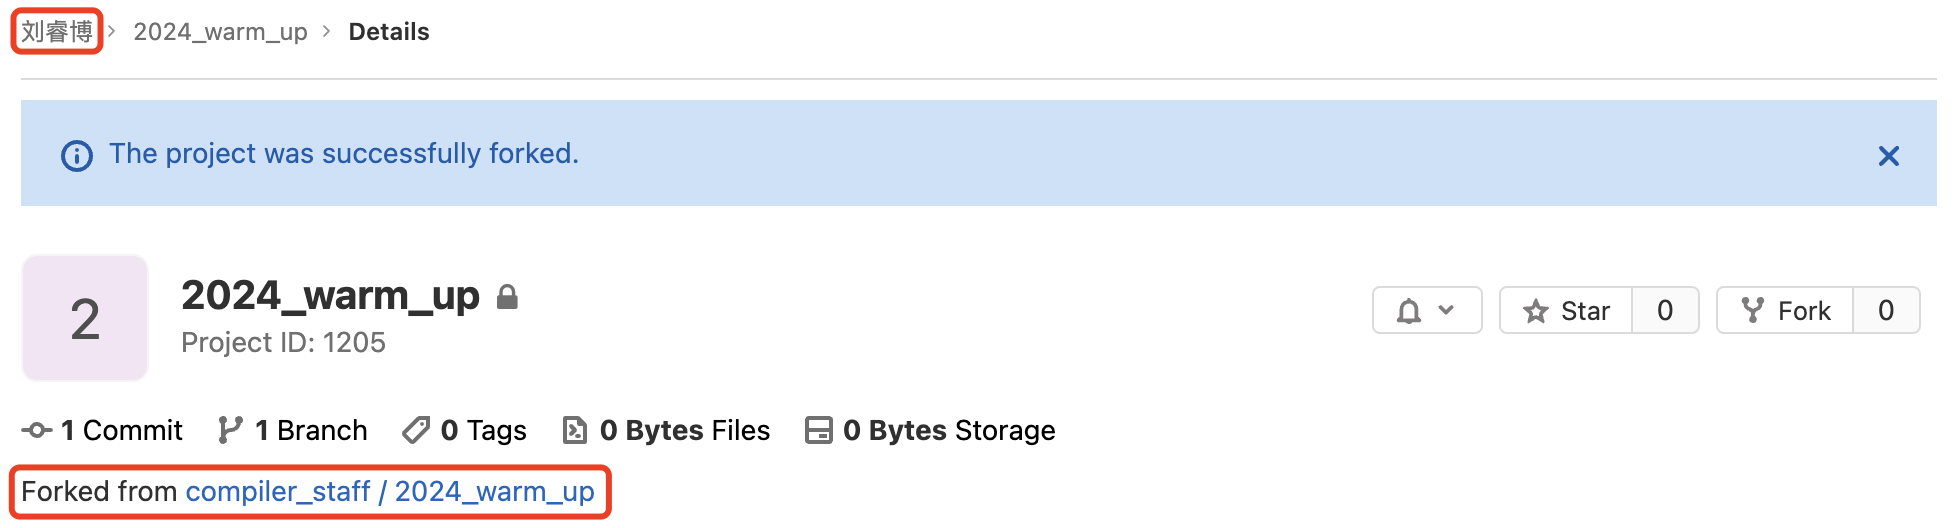 刘睿博 > 2024_warm_up > Details
The project was successfully forked.
2
2024_warm_up
Project ID: 1205
Star 0 Fork 0
1 Commit 1 Branch 0 Tags 0 Bytes Files 0 Bytes Storage
Forked from compiler_staff / 2024_warm_up